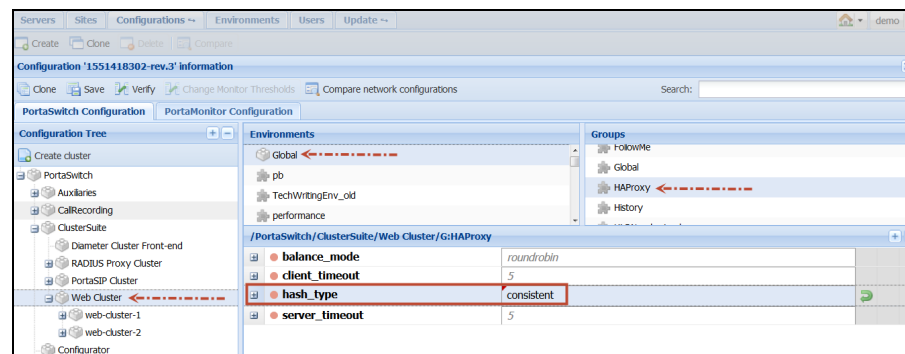 Servers Sites Configurations Environments Users Update demo
Create Clone Delete Edit Compare
Configuration '1551418302-rev.3' information
Clone Save Verify Change Monitor Thresholds Compare network configurations Search:
PortaSwitch Configuration PortaMonitor Configuration
Configuration Tree Environments Groups
Create cluster
PortaSwitch
Auxiliaries
CallRecording
ClusterSuite
Diameter Cluster Front-end
RADIUS Proxy Cluster
PortaSIP Cluster
Web Cluster
web-cluster-1
web-cluster-2
Configurator
Global
pb
TechWritingEnv_old
performance
FollowMe
Global
HAProxy
History
/PortaSwitch/ClusterSuite/Web Cluster/G:HAProxy
balance_mode roundrobin
client_timeout 5
hash_type consistent
server_timeout 5